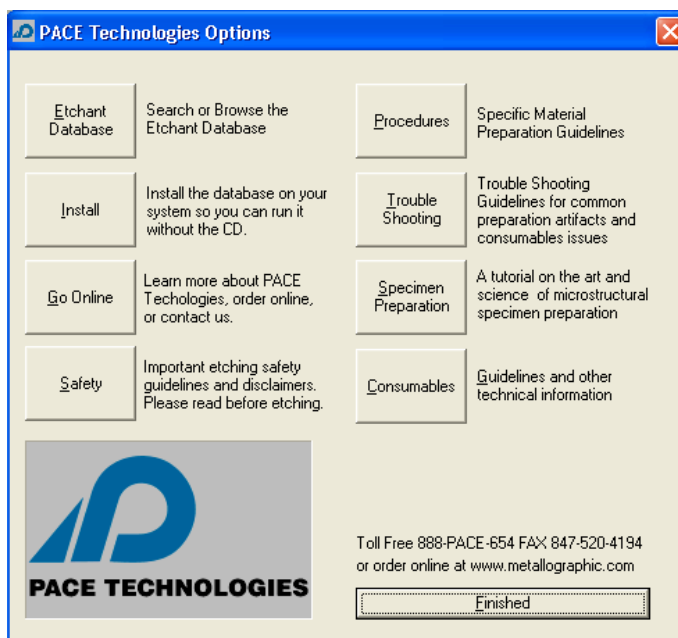 PACE Technologies Options
Etchant
Database
Search or Browse the
Etchant Database
Procedures
Specific Material
Preparation Guidelines
Install
Install the database on your
system so you can run it
without the CD.
Trouble
Shooting
Trouble Shooting
Guidelines for common
preparation artifacts and
consumables issues
Go Online
Learn more about PACE
Techologies, order online,
or contact us.
Specimen
Preparation
A tutorial on the art and
science of microstructural
specimen preparation
Safety
Important etching safety
guidelines and disclaimers.
Please read before etching.
Consumables
Guidelines and other
technical information
PACE TECHNOLOGIES
Toll Free 888-PACE-654 FAX 847-520-4194
or order online at www.metallographic.com
Finished